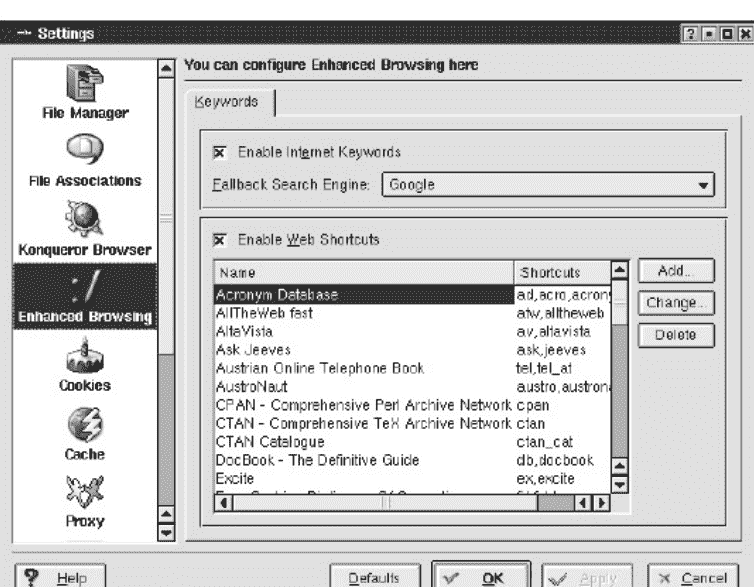 Settings
File Manager
File Associations
Konqueror Browser
:/
Enhanced Browsing
Cookies
Cache
Proxy
You can configure Enhanced Browsing here
Keywords
Enable Internet Keywords
Fallback Search Engine: Google
Enable Web Shortcuts
Name Shortcuts
Acronym Database ad,acro,acrony
AllTheWeb fast atw,alltheweb
AltaVista av,altavista
Ask Jeeves ask,jeeves
Austrian Online Telephone Book tel,tel_at
AustroNaut austro,austrona
CPAN - Comprehensive Perl Archive Network cpan
CTAN - Comprehensive TeX Archive Network ctan
CTAN Catalogue ctan_cat
DocBook - The Definitive Guide db,docbook
Excite ex,excite
Add...
Change...
Delete
? Help
Defaults
OK
Apply
Cancel